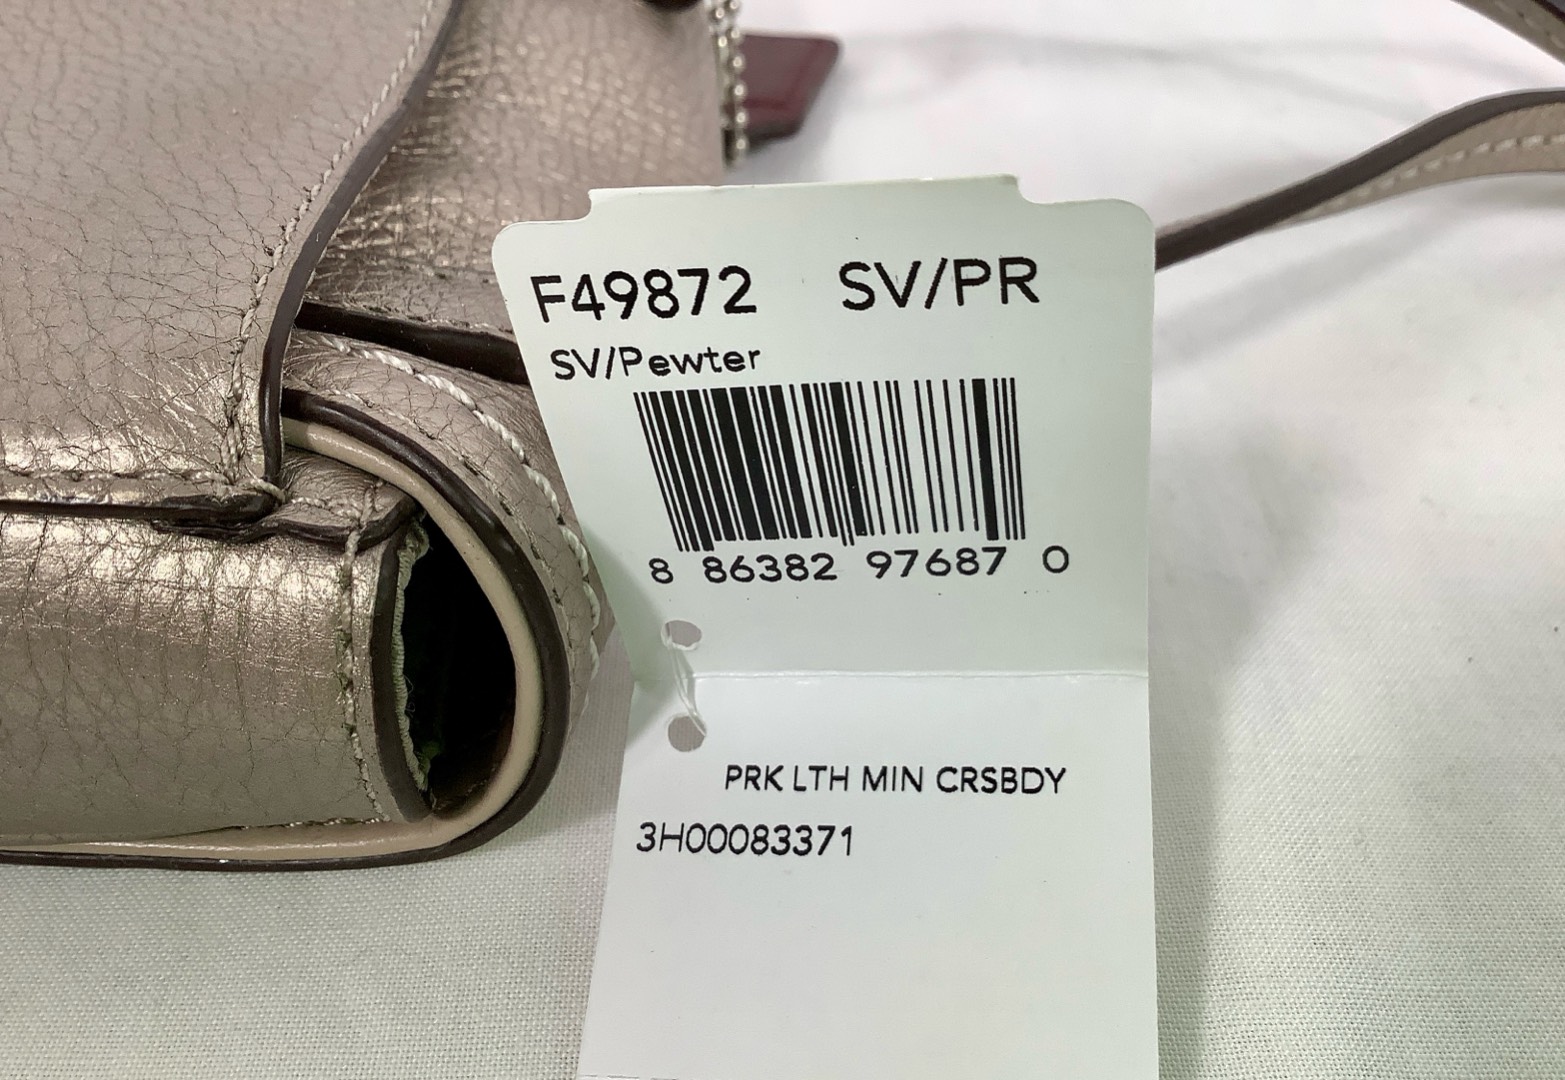 F49872 SV/PR
SV/Pewter
8 86382 97687 0
PRK LTH MIN CRSBDY
3H00083371